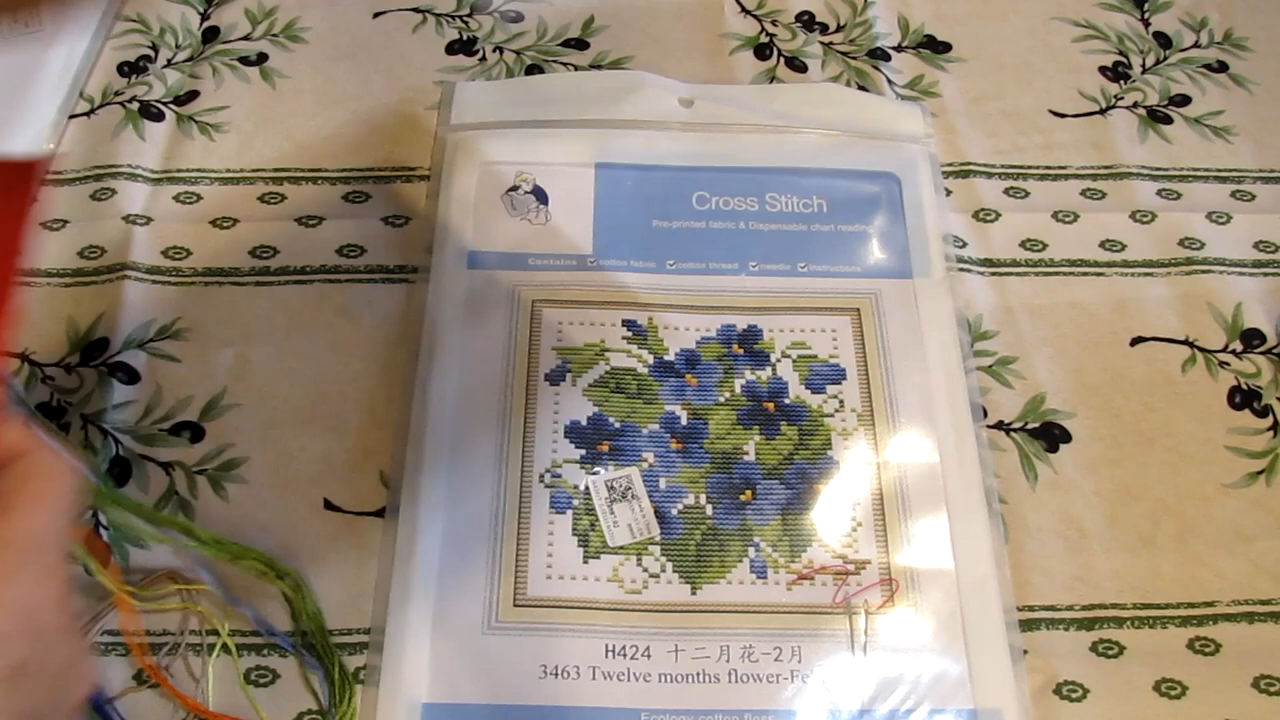 Cross Stitch
Pre-printed fabric & Dispensable chart reading
Contains cotton fabric cotton thread needle instructions
H424 十二月花-2月
3463 Twelve months flower-Fe
Ecology cotton floss